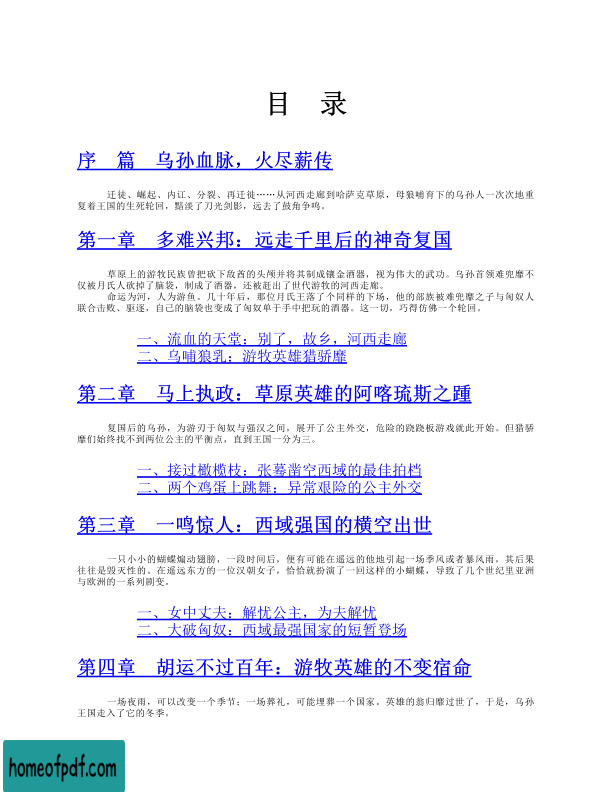 目　录
序　篇　乌孙血脉，火尽薪传
迁徒、崛起、内讧、分裂、再迁徙……从河西走廊到哈萨克草原，母狼哺育下的乌孙人一次次地重
复着王国的生死轮回，黯淡了刀光剑影，远去了鼓角争鸣。
第一章　多难兴邦：远走千里后的神奇复国
草原上的游牧民族曾把砍下敌酋的头颅并将其制成镶金酒器，视为伟大的武功。乌孙首领难兜靡不
仅被月氏人砍掉了脑袋，制成了酒器，还被赶出了世代游牧的河西走廊。
命运为河，人为游鱼。几十年后，那位月氏王落了个同样的下场，他的部族被难兜靡之子与匈奴人
联合击败、驱逐，自己的脑袋也变成了匈奴单于手中把玩的酒器。这一切，巧得仿佛一个轮回。
一、流血的天堂：别了，故乡，河西走廊
二、乌哺狼乳：游牧英雄猎骄靡
第二章　马上执政：草原英雄的阿喀琉斯之踵
复国后的乌孙，为游刃于匈奴与强汉之间，展开了公主外交，危险的跷跷板游戏就此开始。但猎骄
靡们始终找不到两位公主的平衡点，直到王国一分为三。
一、接过橄榄枝：张骞凿空西域的最佳拍档
二、两个鸡蛋上跳舞：异常艰险的公主外交
第三章　一鸣惊人：西域强国的横空出世
一只小小的蝴蝶煽动翅膀，一段时间后，便有可能在遥远的他地引起一场季风或者暴风雨，其后果
往往是毁灭性的。在遥远东方的一位汉朝女子，恰恰就扮演了一回这样的小蝴蝶，导致了几个世纪里亚洲
与欧洲的一系列剧变。
一、女中丈夫：解忧公主，为夫解忧
二、大破匈奴：西域最强国家的短暂登场
第四章　胡运不过百年：游牧英雄的不变宿命
一场夜雨，可以改变一个季节；一场葬礼，可能埋葬一个国家。英雄的翁归靡过世了，于是，乌孙
王国走入了它的冬季。
homeofpdf.com